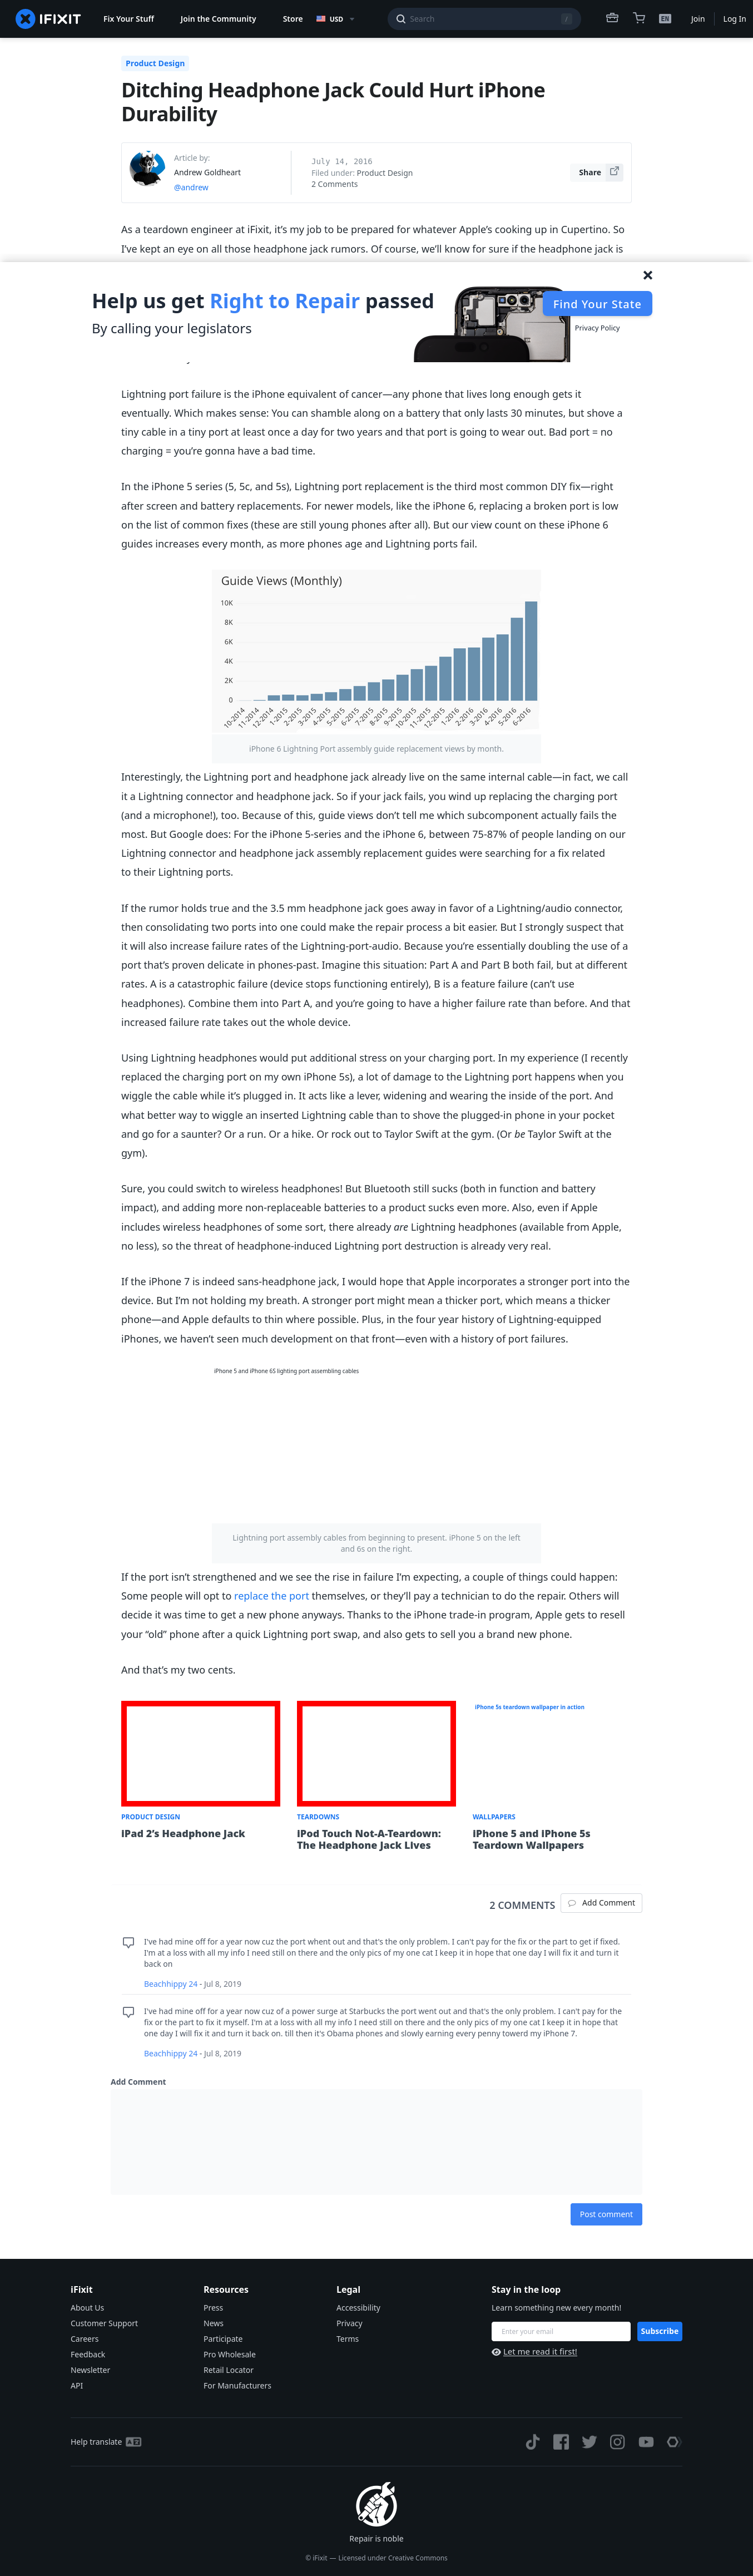 IFIXIT
Fix Your Stuff
Join the Community
Store
USD
Search
/
EN
Join
Log In
Product Design
Ditching Headphone Jack Could Hurt iPhone
Durability
Article by:
Andrew Goldheart
@andrew
July 14, 2016
Filed under: Product Design
2 Comments
Share
As a teardown engineer at iFixit, it’s my job to be prepared for whatever Apple’s cooking up in Cupertino. So
I’ve kept an eye on all those headphone jack rumors. Of course, we’ll know for sure if the headphone jack is
Help us get Right to Repair passed
By calling your legislators
Find Your State
Privacy Policy
Lightning port failure is the iPhone equivalent of cancer—any phone that lives long enough gets it
eventually. Which makes sense: You can shamble along on a battery that only lasts 30 minutes, but shove a
tiny cable in a tiny port at least once a day for two years and that port is going to wear out. Bad port = no
charging = you’re gonna have a bad time.
In the iPhone 5 series (5, 5c, and 5s), Lightning port replacement is the third most common DIY fix—right
after screen and battery replacements. For newer models, like the iPhone 6, replacing a broken port is low
on the list of common fixes (these are still young phones after all). But our view count on these iPhone 6
guides increases every month, as more phones age and Lightning ports fail.
Guide Views (Monthly)
10K
8K
6K
4K
2K
0
10-2014 11-2014 12-2014 1-2015 2-2015 3-2015 4-2015 5-2015 6-2015 7-2015 8-2015 9-2015 10-2015 11-2015 12-2015 1-2016 2-2016 3-2016 4-2016 5-2016 6-2016
iPhone 6 Lightning Port assembly guide replacement views by month.
Interestingly, the Lightning port and headphone jack already live on the same internal cable—in fact, we call
it a Lightning connector and headphone jack. So if your jack fails, you wind up replacing the charging port
(and a microphone!), too. Because of this, guide views don’t tell me which subcomponent actually fails the
most. But Google does: For the iPhone 5-series and the iPhone 6, between 75-87% of people landing on our
Lightning connector and headphone jack assembly replacement guides were searching for a fix related
to their Lightning ports.
If the rumor holds true and the 3.5 mm headphone jack goes away in favor of a Lightning/audio connector,
then consolidating two ports into one could make the repair process a bit easier. But I strongly suspect that
it will also increase failure rates of the Lightning-port-audio. Because you’re essentially doubling the use of a
port that’s proven delicate in phones-past. Imagine this situation: Part A and Part B both fail, but at different
rates. A is a catastrophic failure (device stops functioning entirely), B is a feature failure (can’t use
headphones). Combine them into Part A, and you’re going to have a higher failure rate than before. And that
increased failure rate takes out the whole device.
Using Lightning headphones would put additional stress on your charging port. In my experience (I recently
replaced the charging port on my own iPhone 5s), a lot of damage to the Lightning port happens when you
wiggle the cable while it’s plugged in. It acts like a lever, widening and wearing the inside of the port. And
what better way to wiggle an inserted Lightning cable than to shove the plugged-in phone in your pocket
and go for a saunter? Or a run. Or a hike. Or rock out to Taylor Swift at the gym. (Or be Taylor Swift at the
gym).
Sure, you could switch to wireless headphones! But Bluetooth still sucks (both in function and battery
impact), and adding more non-replaceable batteries to a product sucks even more. Also, even if Apple
includes wireless headphones of some sort, there already are Lightning headphones (available from Apple,
no less), so the threat of headphone-induced Lightning port destruction is already very real.
If the iPhone 7 is indeed sans-headphone jack, I would hope that Apple incorporates a stronger port into the
device. But I’m not holding my breath. A stronger port might mean a thicker port, which means a thicker
phone—and Apple defaults to thin where possible. Plus, in the four year history of Lightning-equipped
iPhones, we haven’t seen much development on that front—even with a history of port failures.
iPhone 5 and iPhone 6S lighting port assembling cables
Lightning port assembly cables from beginning to present. iPhone 5 on the left
and 6s on the right.
If the port isn’t strengthened and we see the rise in failure I’m expecting, a couple of things could happen:
Some people will opt to replace the port themselves, or they’ll pay a technician to do the repair. Others will
decide it was time to get a new phone anyways. Thanks to the iPhone trade-in program, Apple gets to resell
your “old” phone after a quick Lightning port swap, and also gets to sell you a brand new phone.
And that’s my two cents.
iPhone 5s teardown wallpaper in action
PRODUCT DESIGN
iPad 2’s Headphone Jack
TEARDOWNS
iPod Touch Not-A-Teardown:
The Headphone Jack Lives
WALLPAPERS
iPhone 5 and iPhone 5s
Teardown Wallpapers
2 COMMENTS
Add Comment
I've had mine off for a year now cuz the port whent out and that's the only problem. I can't pay for the fix or the part to get if fixed.
I'm at a loss with all my info I need still on there and the only pics of my one cat I keep it in hope that one day I will fix it and turn it
back on
Beachhippy 24 - Jul 8, 2019
I've had mine off for a year now cuz of a power surge at Starbucks the port went out and that's the only problem. I can't pay for the
fix or the part to fix it myself. I'm at a loss with all my info I need still on there and the only pics of my one cat I keep it in hope that
one day I will fix it and turn it back on. till then it's Obama phones and slowly earning every penny towerd my iPhone 7.
Beachhippy 24 - Jul 8, 2019
Add Comment
Post comment
iFixit
About Us
Customer Support
Careers
Feedback
Newsletter
API
Resources
Press
News
Participate
Pro Wholesale
Retail Locator
For Manufacturers
Legal
Accessibility
Privacy
Terms
Stay in the loop
Learn something new every month!
Enter your email
Subscribe
Let me read it first!
Help translate
Repair is noble
© iFixit — Licensed under Creative Commons